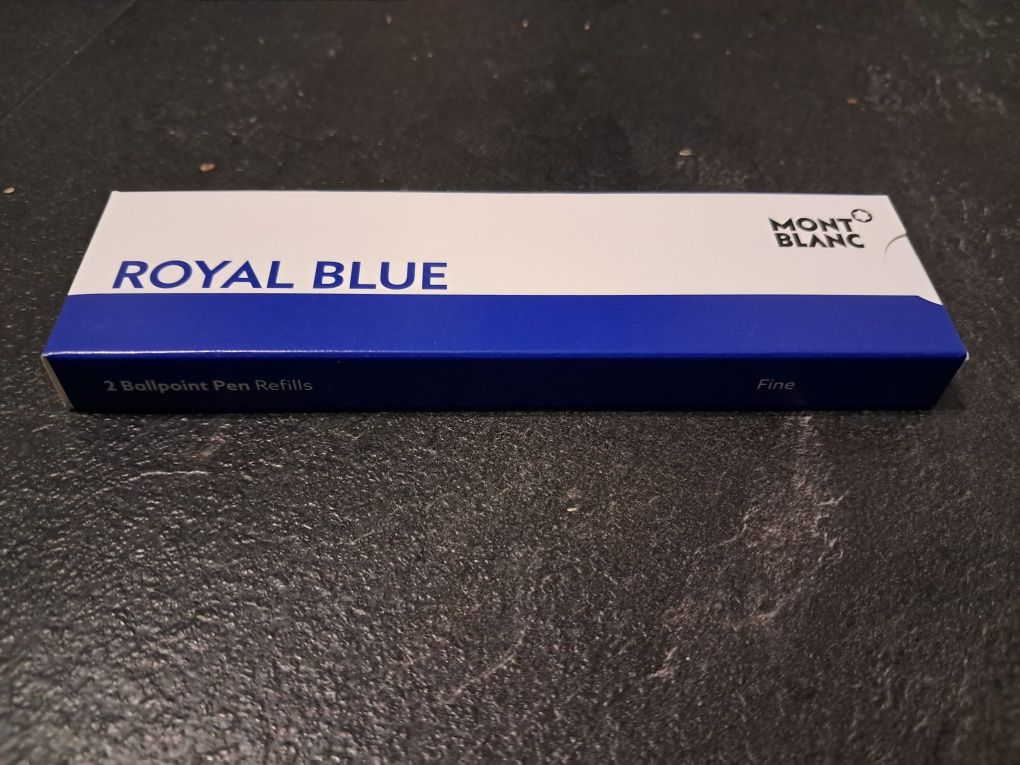 MONT
BLANC
ROYAL BLUE
2 Ballpoint Pen Refills
Fine